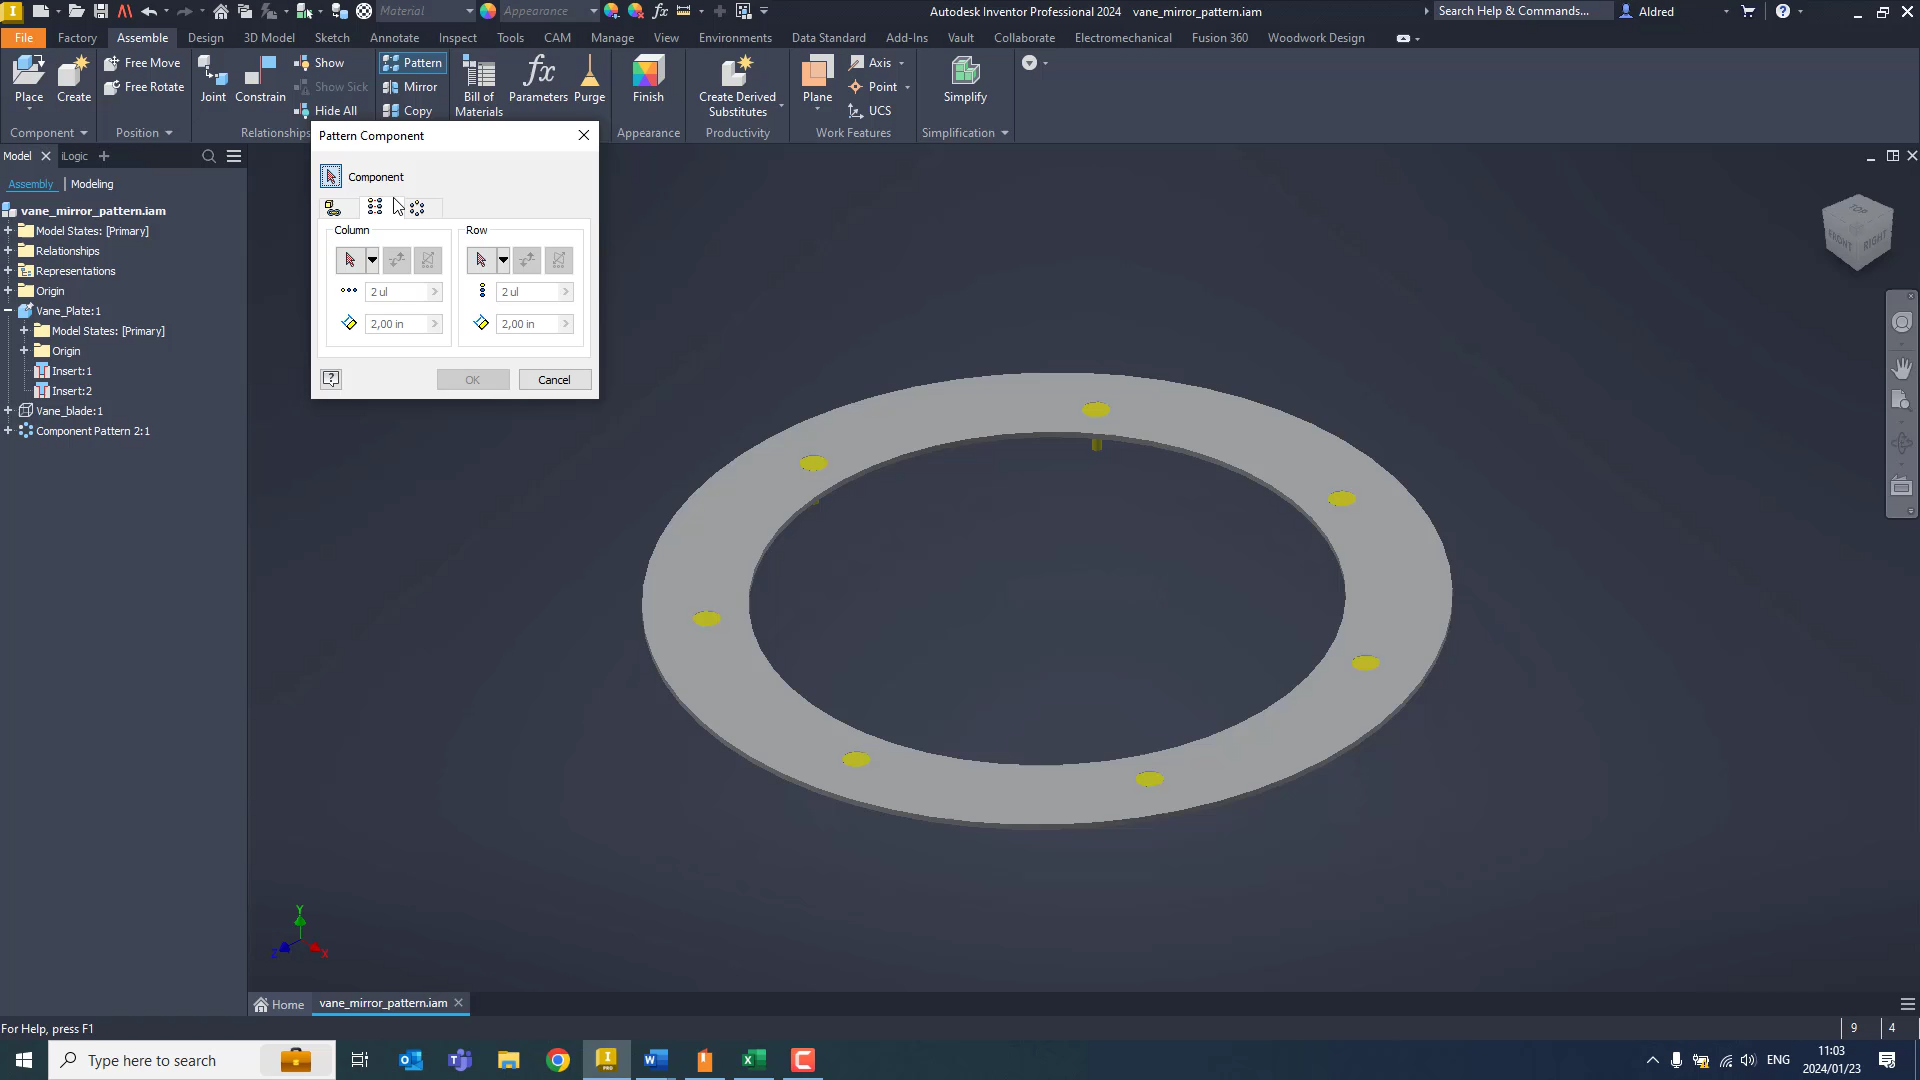 Material
Appearance
Autodesk Inventor Professional 2024 vane_mirror_pattern.iam
Search Help & Commands...
Aldred
File
Factory
Assemble
Design
3D Model
Sketch
Annotate
Inspect
Tools
CAM
Manage
View
Environments
Data Standard
Add-Ins
Vault
Collaborate
Electromechanical
Fusion 360
Woodwork Design
Place
Create
Free Move
Free Rotate
Joint
Constrain
Show
Show Sick
Hide All
Pattern
Mirror
Copy
Bill of
Materials
fx
Parameters
Purge
Finish
Create Derived
Substitutes
Plane
Axis
Point
UCS
Simplify
Component
Position
Relationships
Appearance
Productivity
Work Features
Simplification
Model
iLogic
Assembly
Modeling
vane_mirror_pattern.iam
Model States: [Primary]
Relationships
Representations
Origin
Vane_Plate:1
Model States: [Primary]
Origin
Insert:1
Insert:2
Vane_blade:1
Component Pattern 2:1
Pattern Component
Component
Column
Row
2 ul
2 ul
2,00 in
2,00 in
OK
Cancel
TOP
FRONT
RIGHT
Y
Z
X
Home
vane_mirror_pattern.iam
For Help, press F1
9
4
Type here to search
ENG
11:03
2024/01/23